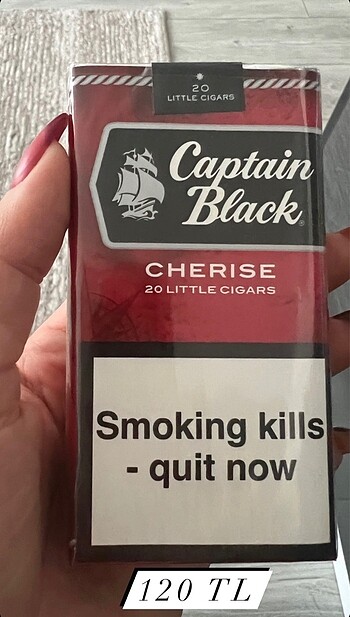 20
LITTLE CIGARS
Captain
Black
CHERISE
20 LITTLE CIGARS
Smoking kills
- quit now
120 TL